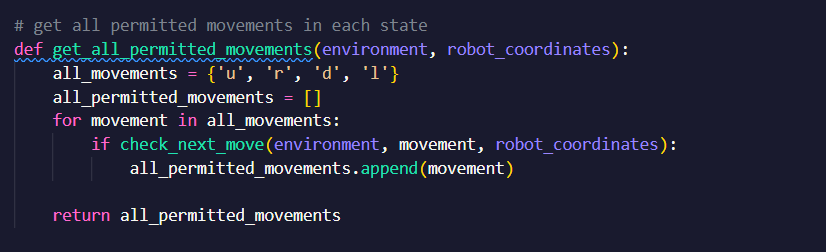 # get all permitted movements in each state
def get_all_permitted_movements(environment, robot_coordinates):
    all_movements = {'u', 'r', 'd', 'l'}
    all_permitted_movements = []
    for movement in all_movements:
        if check_next_move(environment, movement, robot_coordinates):
            all_permitted_movements.append(movement)
    return all_permitted_movements